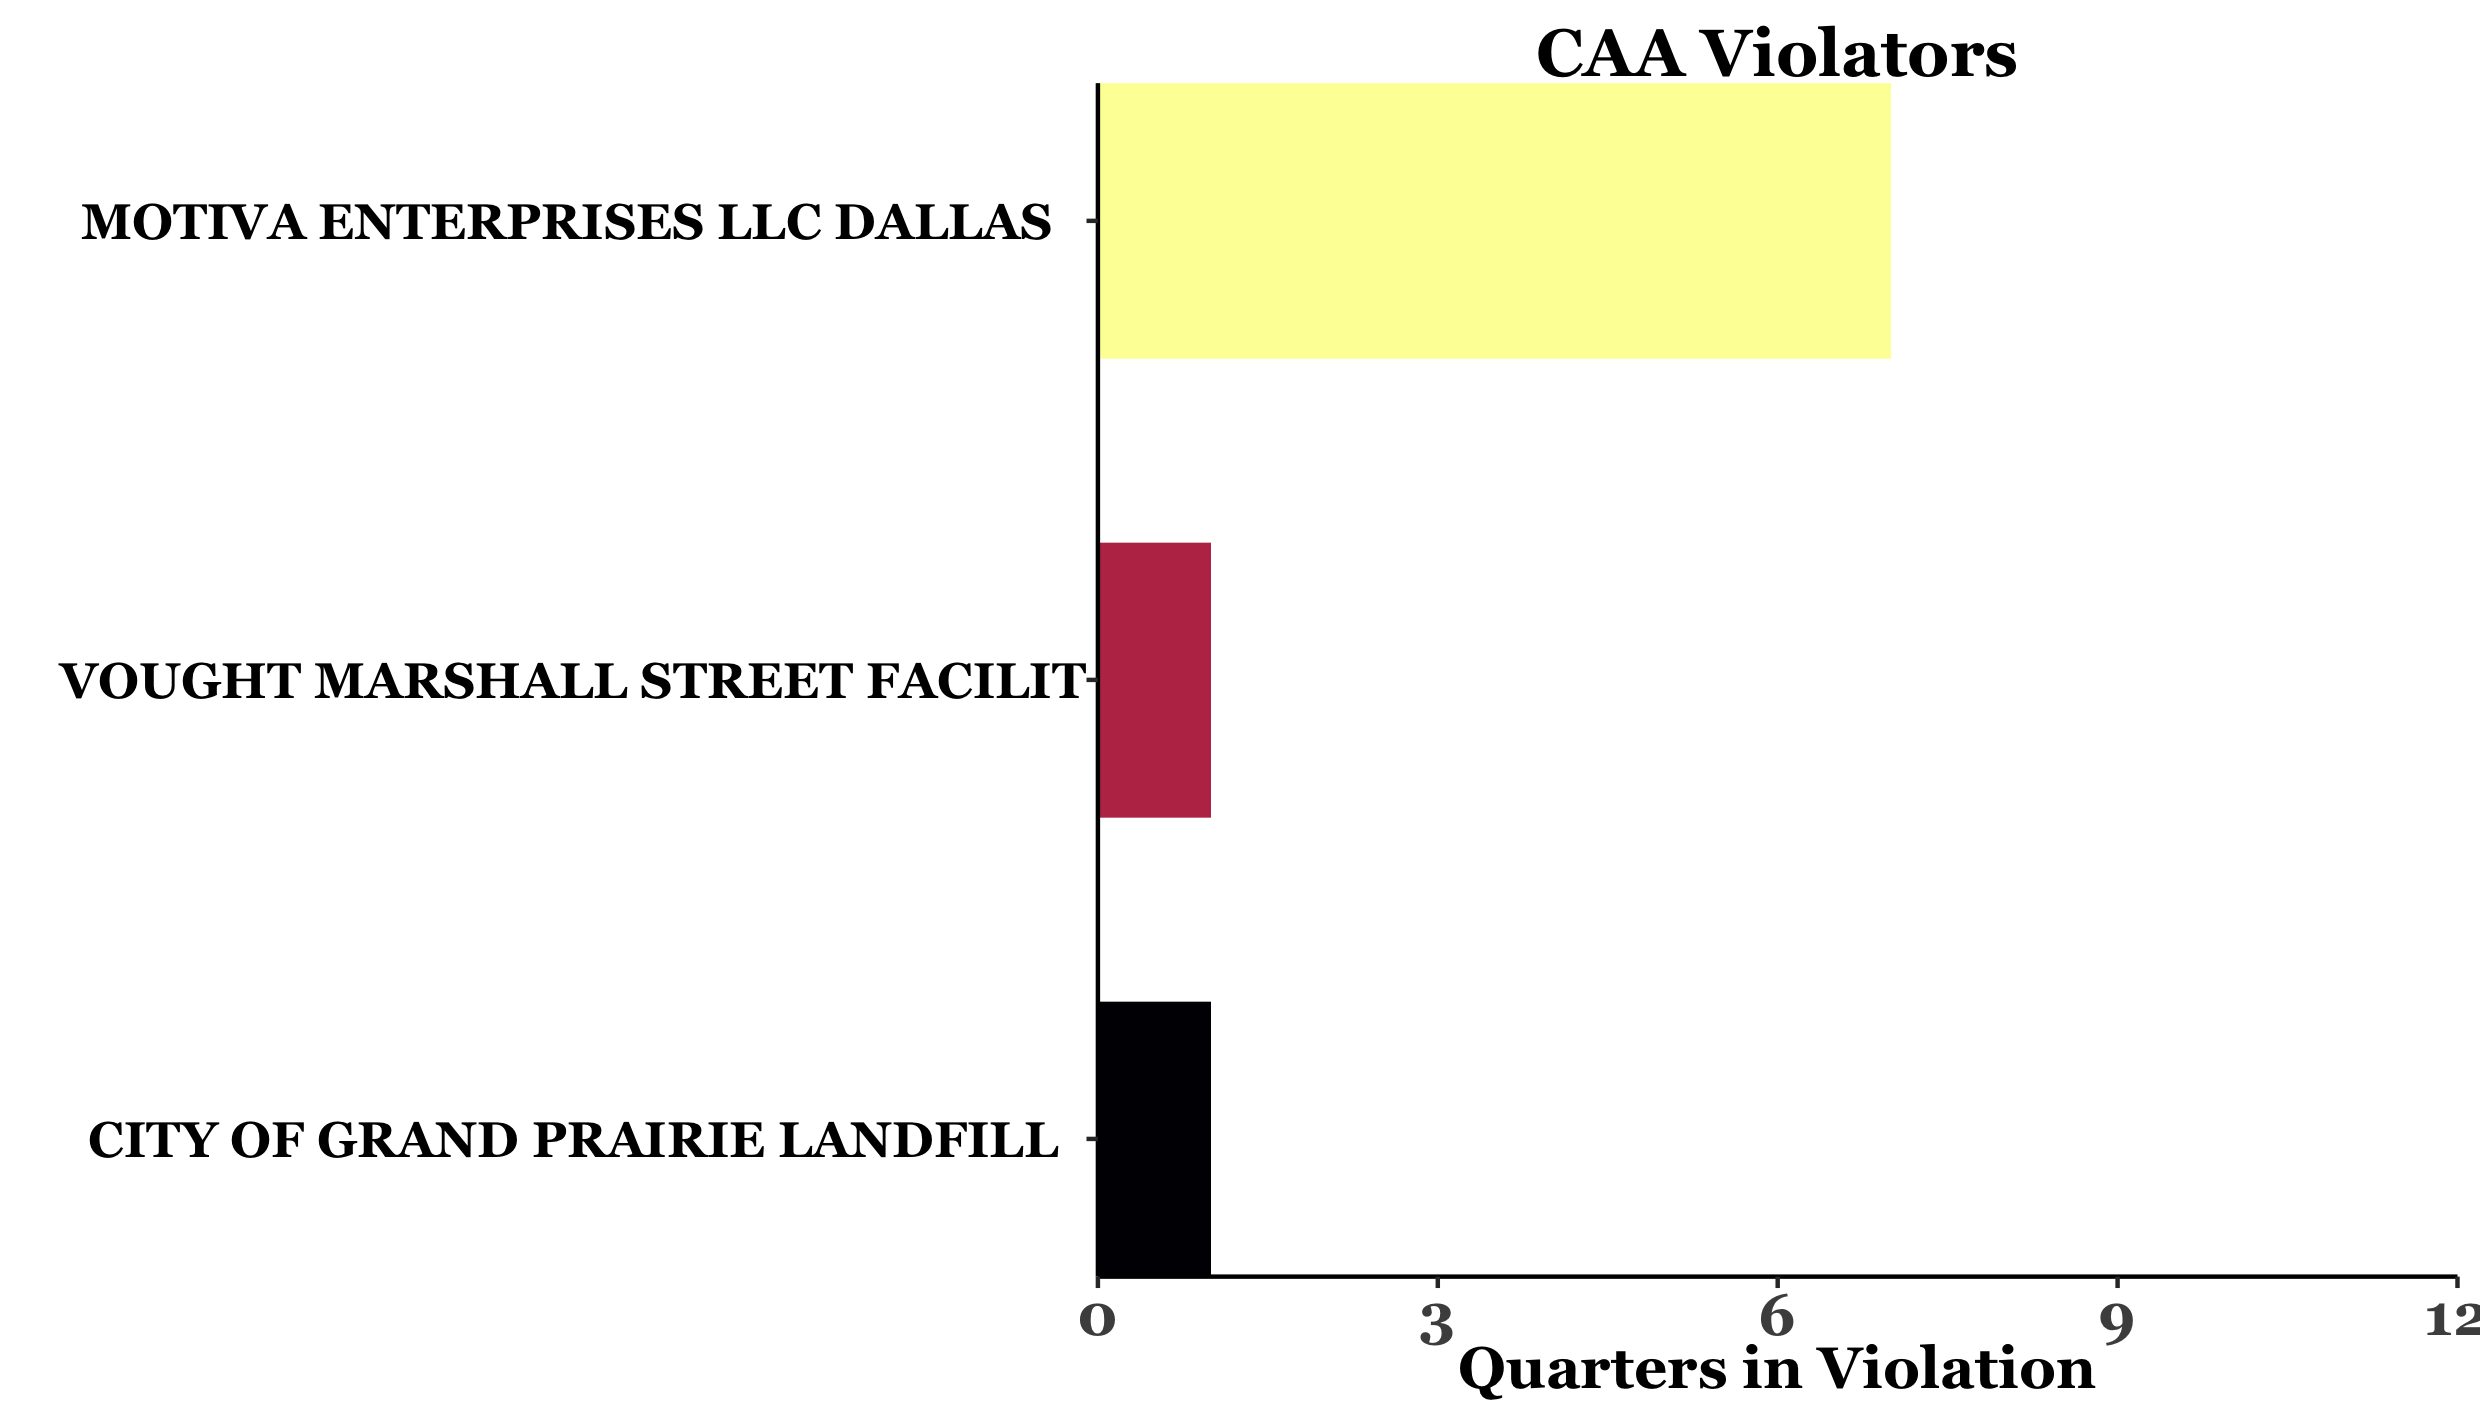 CAA Violators
MOTIVA ENTERPRISES LLC DALLAS
VOUGHT MARSHALL STREET FACILIT
CITY OF GRAND PRAIRIE LANDFILL
0 3 6 9 12
Quarters in Violation